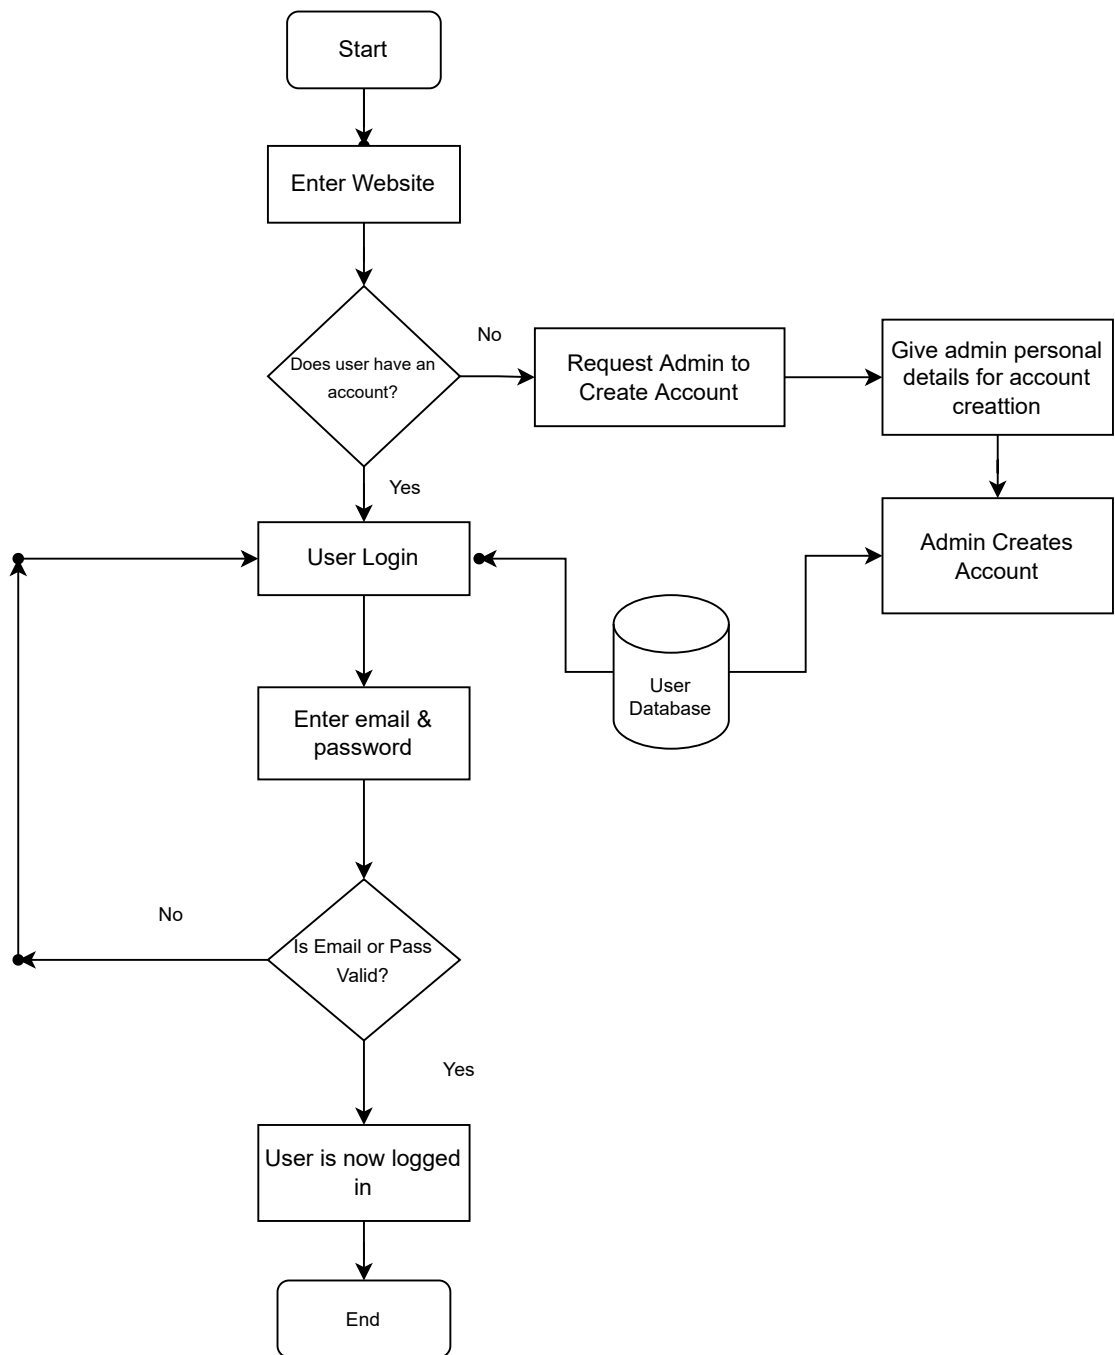 Start
Enter Website
Does user have an
account?
No
Request Admin to
Create Account
Give admin personal
details for account
creattion
Yes
User Login
Admin Creates
Account
User
Database
Enter email &
password
No
Is Email or Pass
Valid?
Yes
User is now logged
in
End